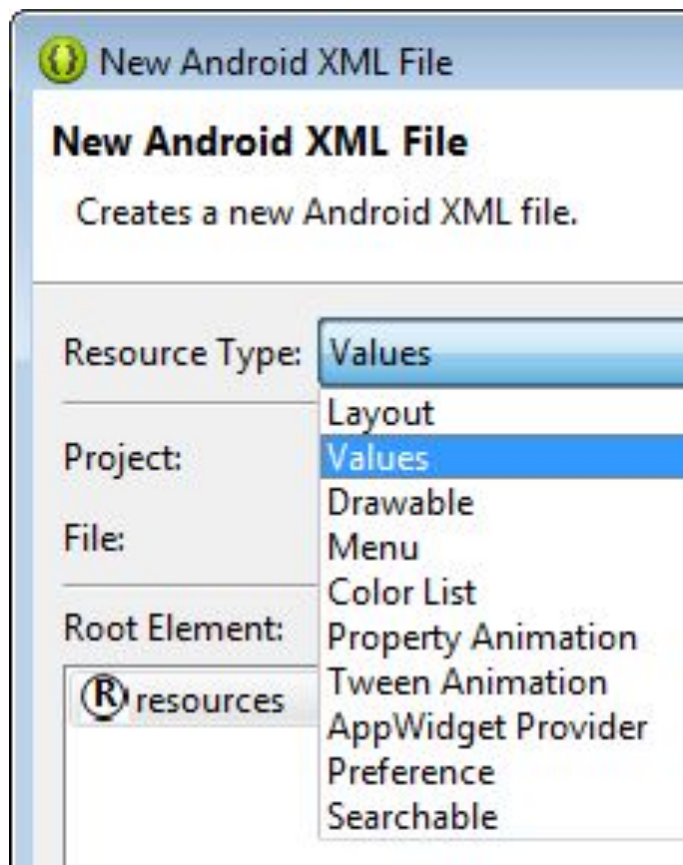 New Android XML File
New Android XML File
Creates a new Android XML file.
Resource Type: Values
Layout
Project:
Values
Drawable
File:
Menu
Color List
Root Element:
Property Animation
Tween Animation
R resources
AppWidget Provider
Preference
Searchable